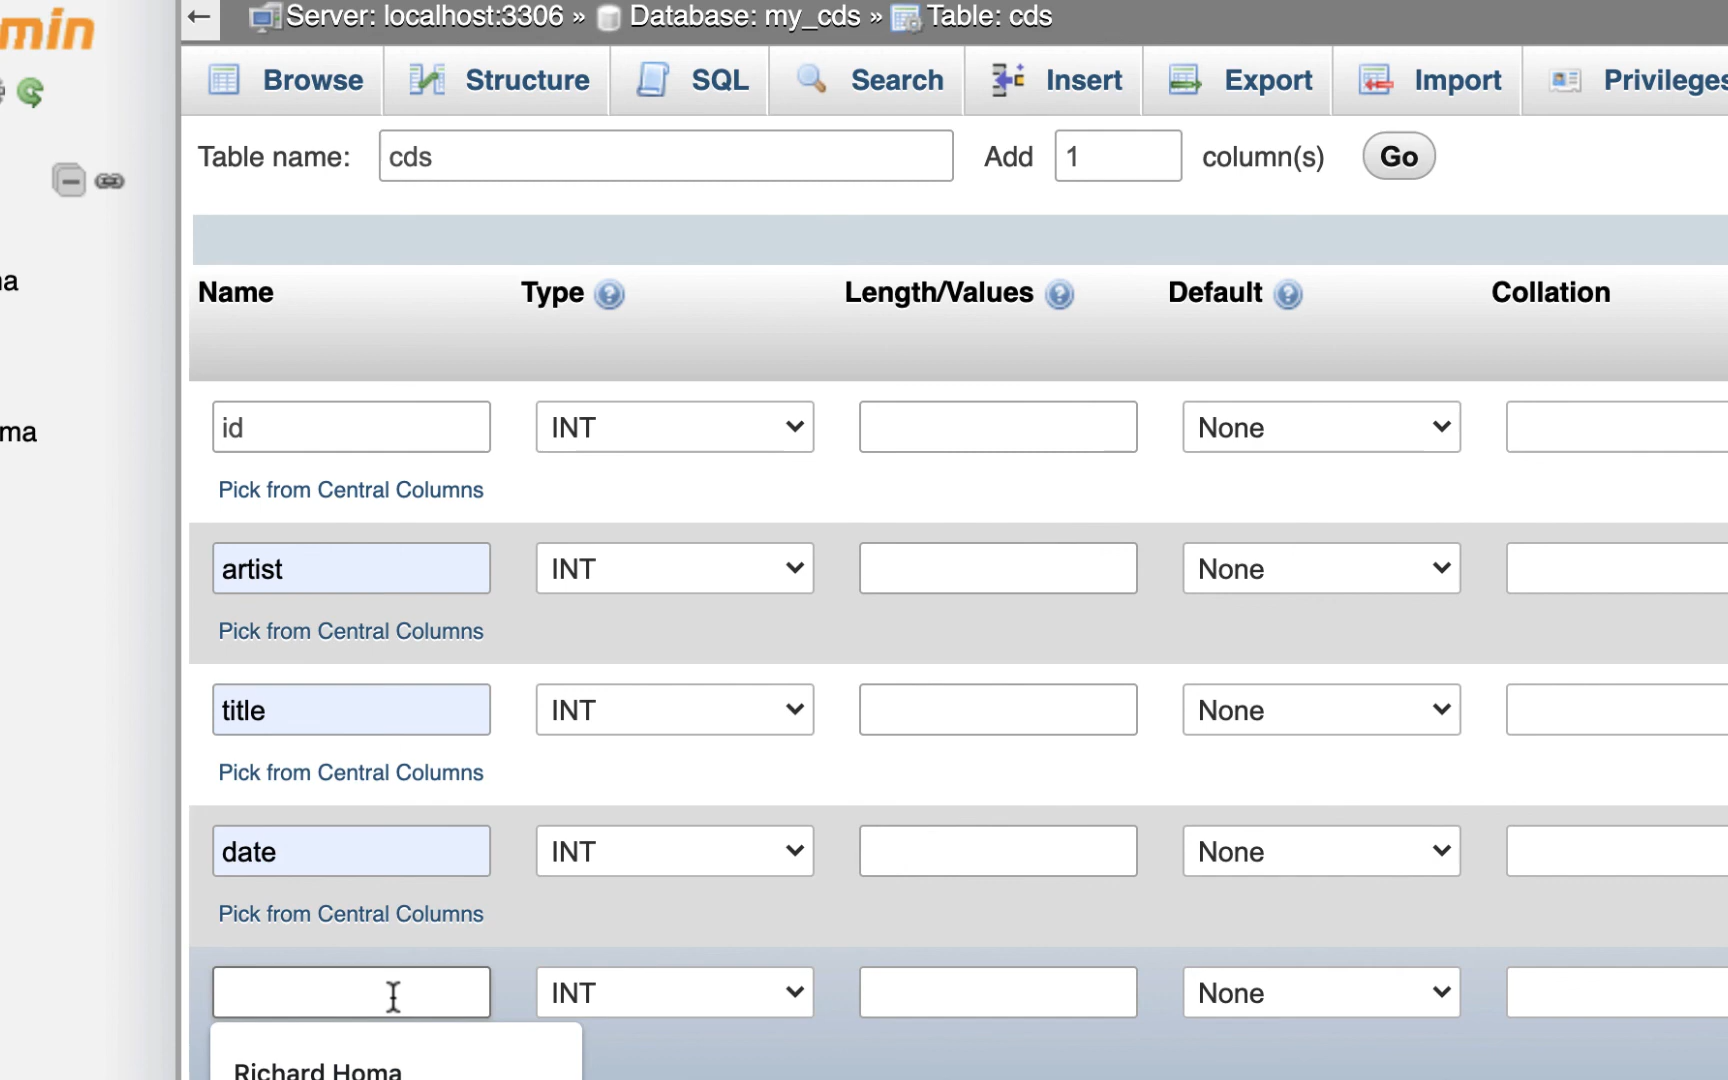 min
Server: localhost:3306 » Database: my_cds » Table: cds
Browse Structure SQL Search Insert Export Import Privileges
Table name: cds Add 1 column(s) Go
Name Type Length/Values Default Collation
id INT None
Pick from Central Columns
artist INT None
Pick from Central Columns
title INT None
Pick from Central Columns
date INT None
Pick from Central Columns
INT None
Richard Homa
na
ma